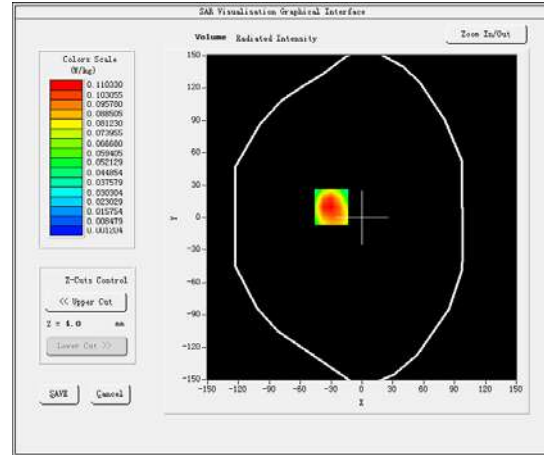 SAR Visualisation Graphical Interface
Volume Radiated Intensity
Zoom In/Out
Colors Scale
(W/kg)
0.110330
0.103055
0.095780
0.088505
0.081230
0.073955
0.066680
0.059405
0.052129
0.044854
0.037579
0.030304
0.023029
0.015754
0.008479
0.001204
Z-Cuts Control
<< Upper Cut
Z = 4.0 mm
Lower Cut >>
SAVE Cancel
150
120
90
60
30
0
-30
-60
-90
-120
-150
Y
-150 -120 -90 -60 -30 0 30 60 90 120 150
X